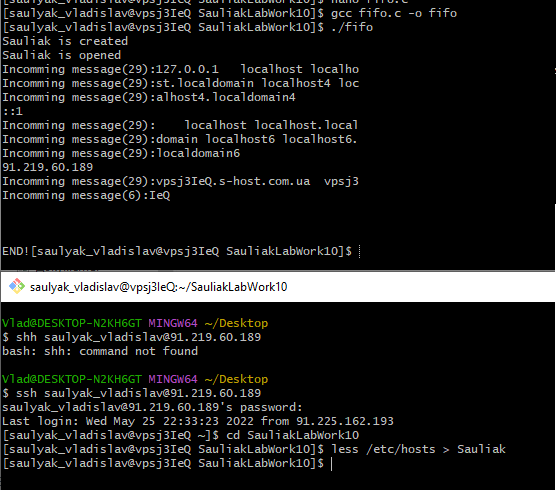 [saulyak_vladislav@vpsj3IeQ SauliakLabWork10]$ nano fifo.c
[saulyak_vladislav@vpsj3IeQ SauliakLabWork10]$ gcc fifo.c -o fifo
[saulyak_vladislav@vpsj3IeQ SauliakLabWork10]$ ./fifo
Sauliak is created
Sauliak is opened
Incomming message(29):127.0.0.1   localhost localho
Incomming message(29):st.localdomain localhost4 loc
Incomming message(29):alhost4.localdomain4
::1
Incomming message(29):    localhost localhost.local
Incomming message(29):domain localhost6 localhost6.
Incomming message(29):localdomain6
91.219.60.189
Incomming message(29):vpsj3IeQ.s-host.com.ua  vpsj3
Incomming message(6):IeQ
END![saulyak_vladislav@vpsj3IeQ SauliakLabWork10]$
saulyak_vladislav@vpsj3IeQ:~/SauliakLabWork10
Vlad@DESKTOP-N2KH6GT MINGW64 ~/Desktop
$ shh saulyak_vladislav@91.219.60.189
bash: shh: command not found
Vlad@DESKTOP-N2KH6GT MINGW64 ~/Desktop
$ ssh saulyak_vladislav@91.219.60.189
saulyak_vladislav@91.219.60.189's password:
Last login: Wed May 25 22:33:23 2022 from 91.225.162.193
[saulyak_vladislav@vpsj3IeQ ~]$ cd SauliakLabWork10
[saulyak_vladislav@vpsj3IeQ SauliakLabWork10]$ less /etc/hosts > Sauliak
[saulyak_vladislav@vpsj3IeQ SauliakLabWork10]$